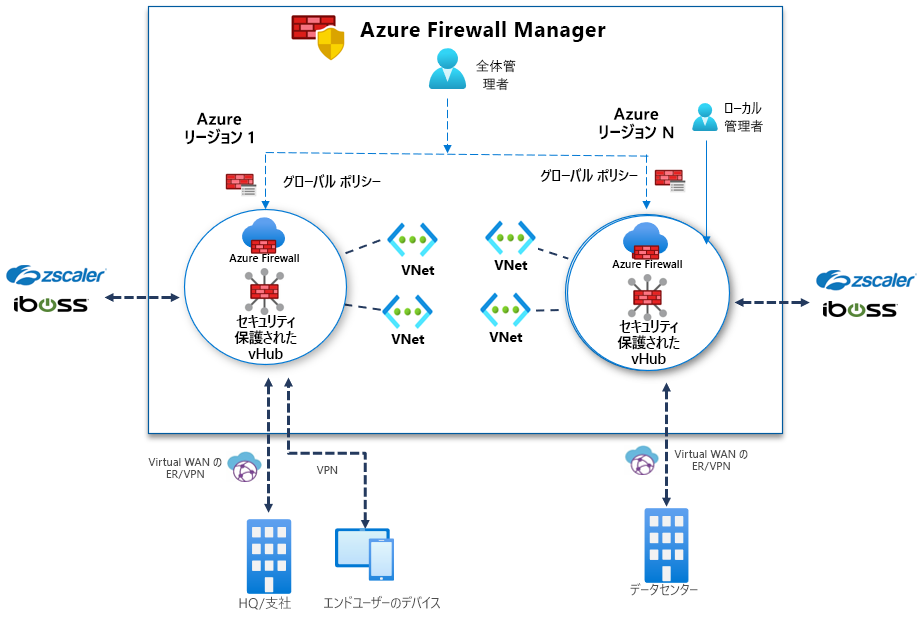 Azure Firewall Manager
全体管
理者
Azure
リージョン 1
Azure
リージョン N
ローカル
管理者
グローバル ポリシー
グローバル ポリシー
Azure Firewall
セキュリティ
保護された
vHub
VNet
VNet
VNet
VNet
Azure Firewall
セキュリティ
保護された
vHub
zscaler
iboss
zscaler
iboss
Virtual WAN の
ER/VPN
VPN
Virtual WAN の
ER/VPN
HQ/支社
エンドユーザーのデバイス
データセンター